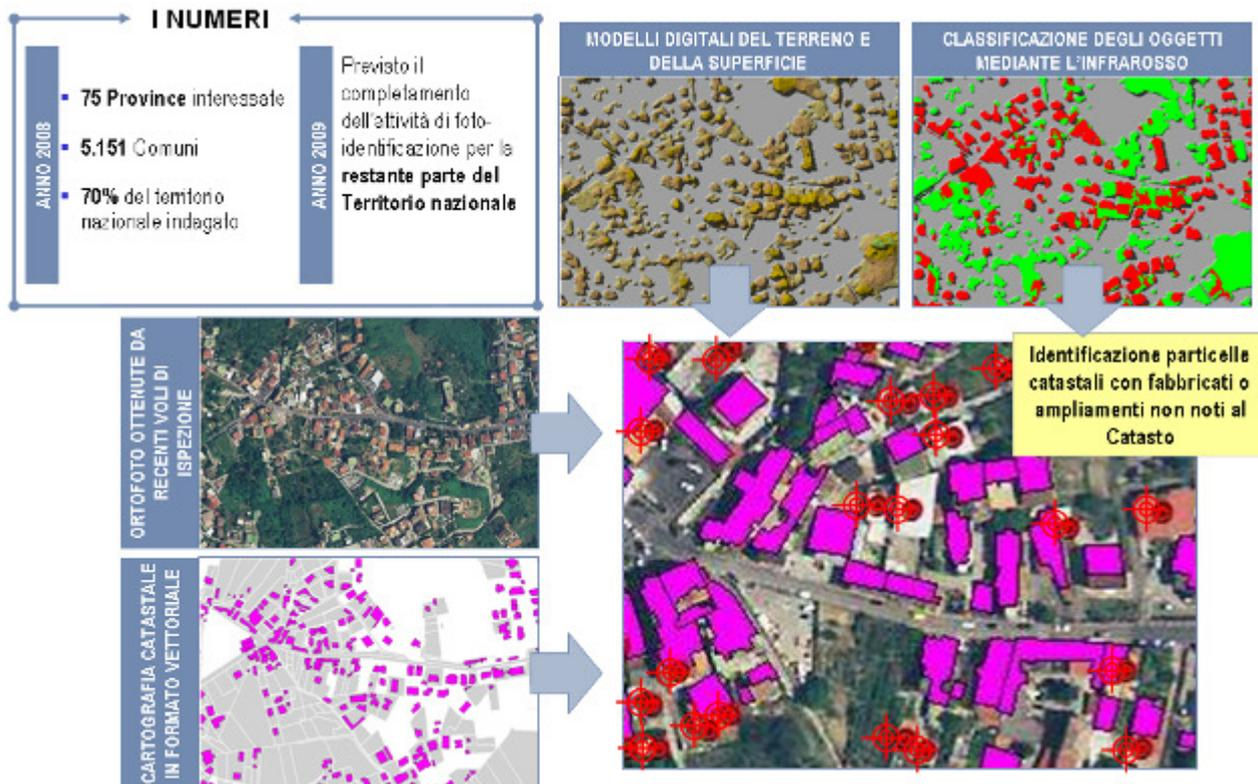 I NUMERI
ANNO 2008
75 Province interessate
5.151 Comuni
70% del territorio
nazionale indagato
ANNO 2009
Previsto il
completamento
dell'attività di foto-
identificazione per la
restante parte del
Territorio nazionale
MODELLI DIGITALI DEL TERRENO E
DELLA SUPERFICIE
CLASSIFICAZIONE DEGLI OGGETTI
MEDIANTE L'INFRAROSSO
ORTOFOTO OTTENUTE DA
RECENTI VOLI DI
ISPEZIONE
Identificazione particelle
catastali con fabbricati o
ampliamenti non noti al
Catasto
CARTOGRAFIA CATASTALE
IN FORMATO VETTORIALE